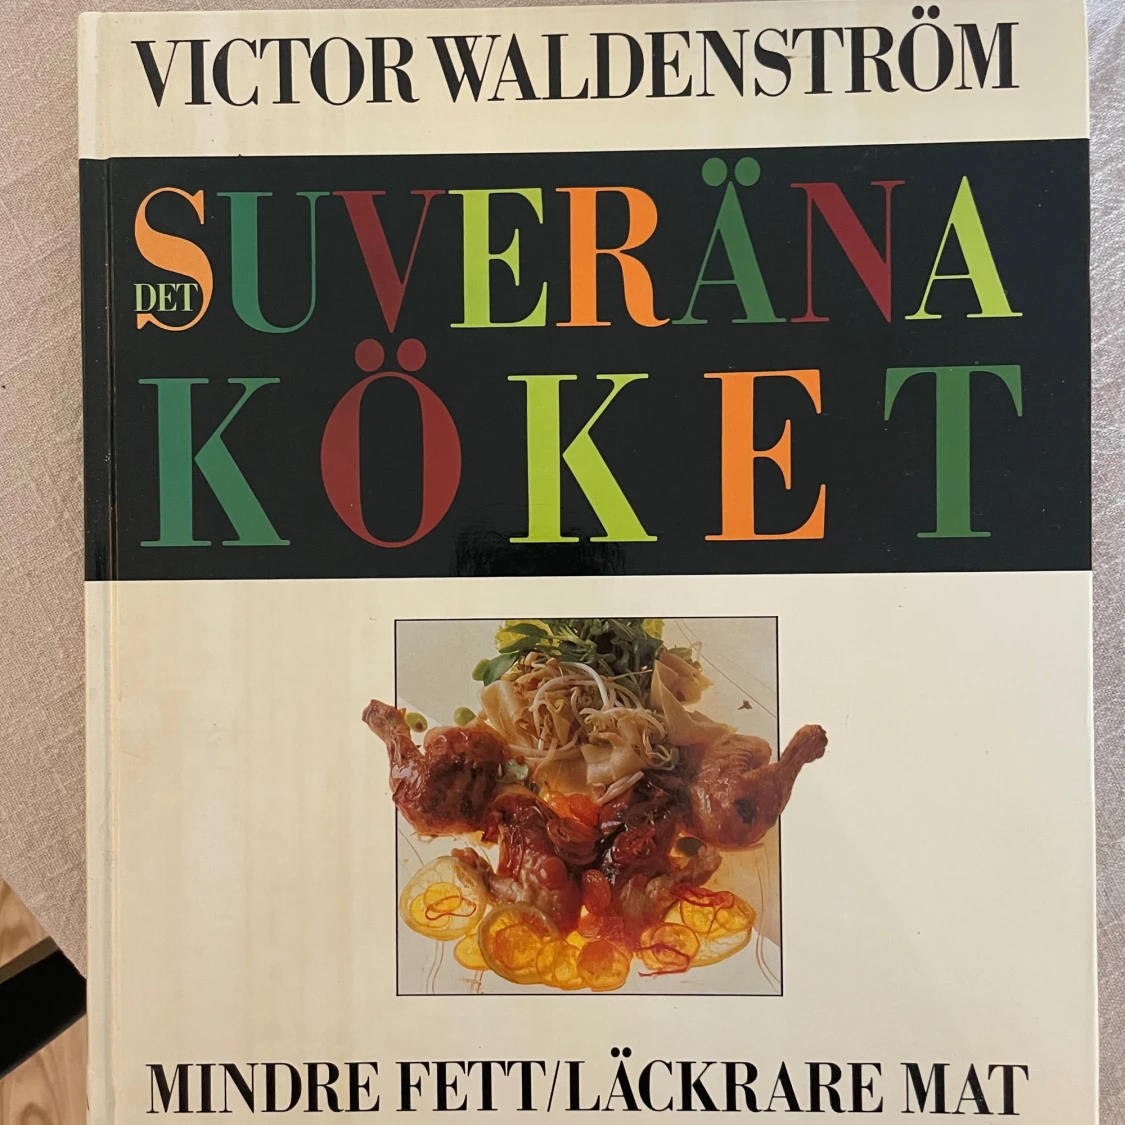 VICTOR WALDENSTRÖM
DET SUVERÄNA
KÖKET
MINDRE FETT/LÄCKRARE MAT